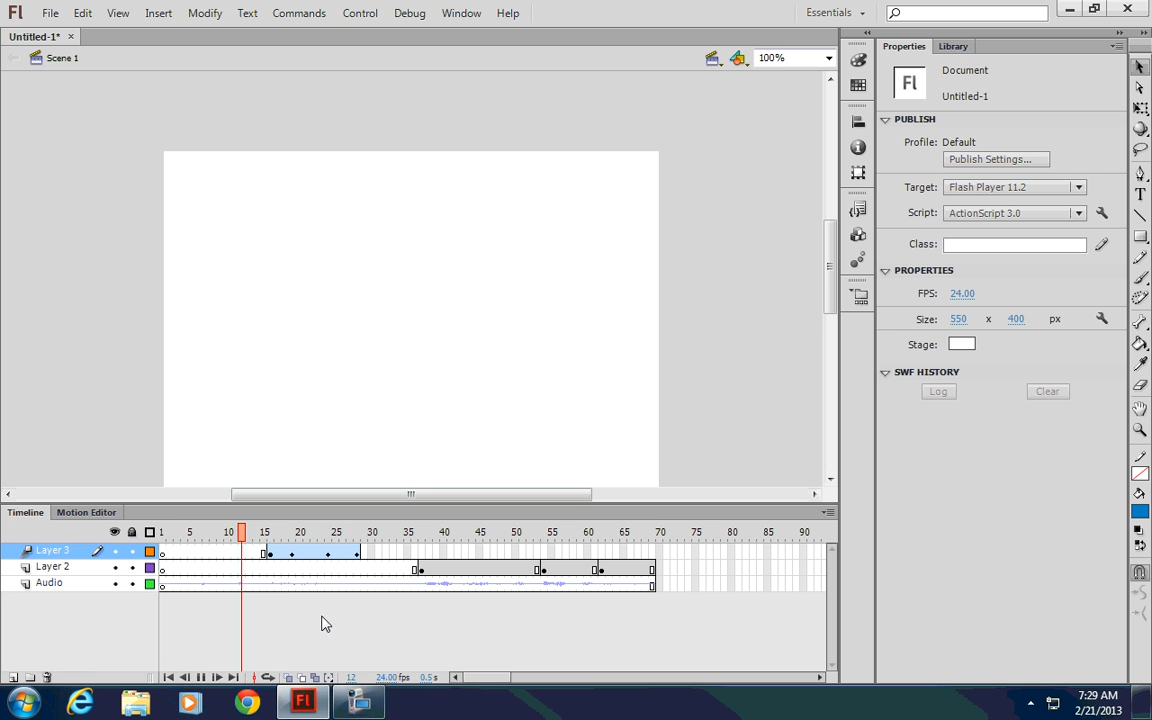 Fl File Edit View Insert Modify Text Commands Control Debug Window Help Essentials
Untitled-1* ×
Scene 1 100%
Properties Library
Fl Document
Untitled-1
PUBLISH
Profile: Default
Publish Settings...
Target: Flash Player 11.2
Script: ActionScript 3.0
Class:
PROPERTIES
FPS: 24.00
Size: 550 x 400 px
Stage:
SWF HISTORY
Log Clear
T
Timeline Motion Editor
1 5 10 15 20 25 30 35 40 45 50 55 60 65 70 75 80 85 90
Layer 3
Layer 2
Audio
12 24.00 fps 0.5 s
Fl
7:29 AM
2/21/2013